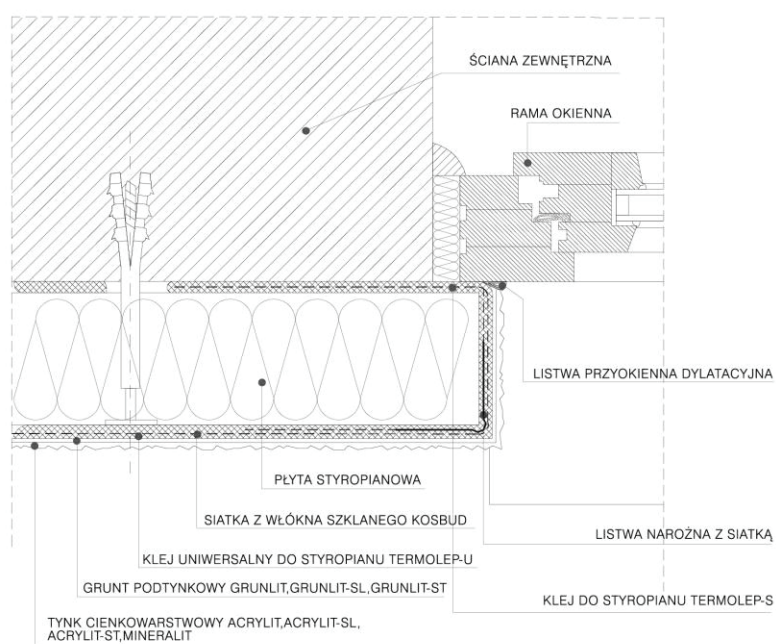 ŚCIANA ZEWNĘTRZNA
RAMA OKIENNA
LISTWA PRZYOKIENNA DYLATACYJNA
PŁYTA STYROPIANOWA
SIATKA Z WŁÓKNA SZKLANEGO KOSBUD
LISTWA NAROŻNA Z SIATKĄ
KLEJ UNIWERSALNY DO STYROPIANU TERMOLEP-U
GRUNT PODTYNKOWY GRUNLIT,GRUNLIT-SL,GRUNLIT-ST
KLEJ DO STYROPIANU TERMOLEP-S
TYNK CIENKOWARSTWOWY ACRYLIT,ACRYLIT-SL,
ACRYLIT-ST,MINERALIT